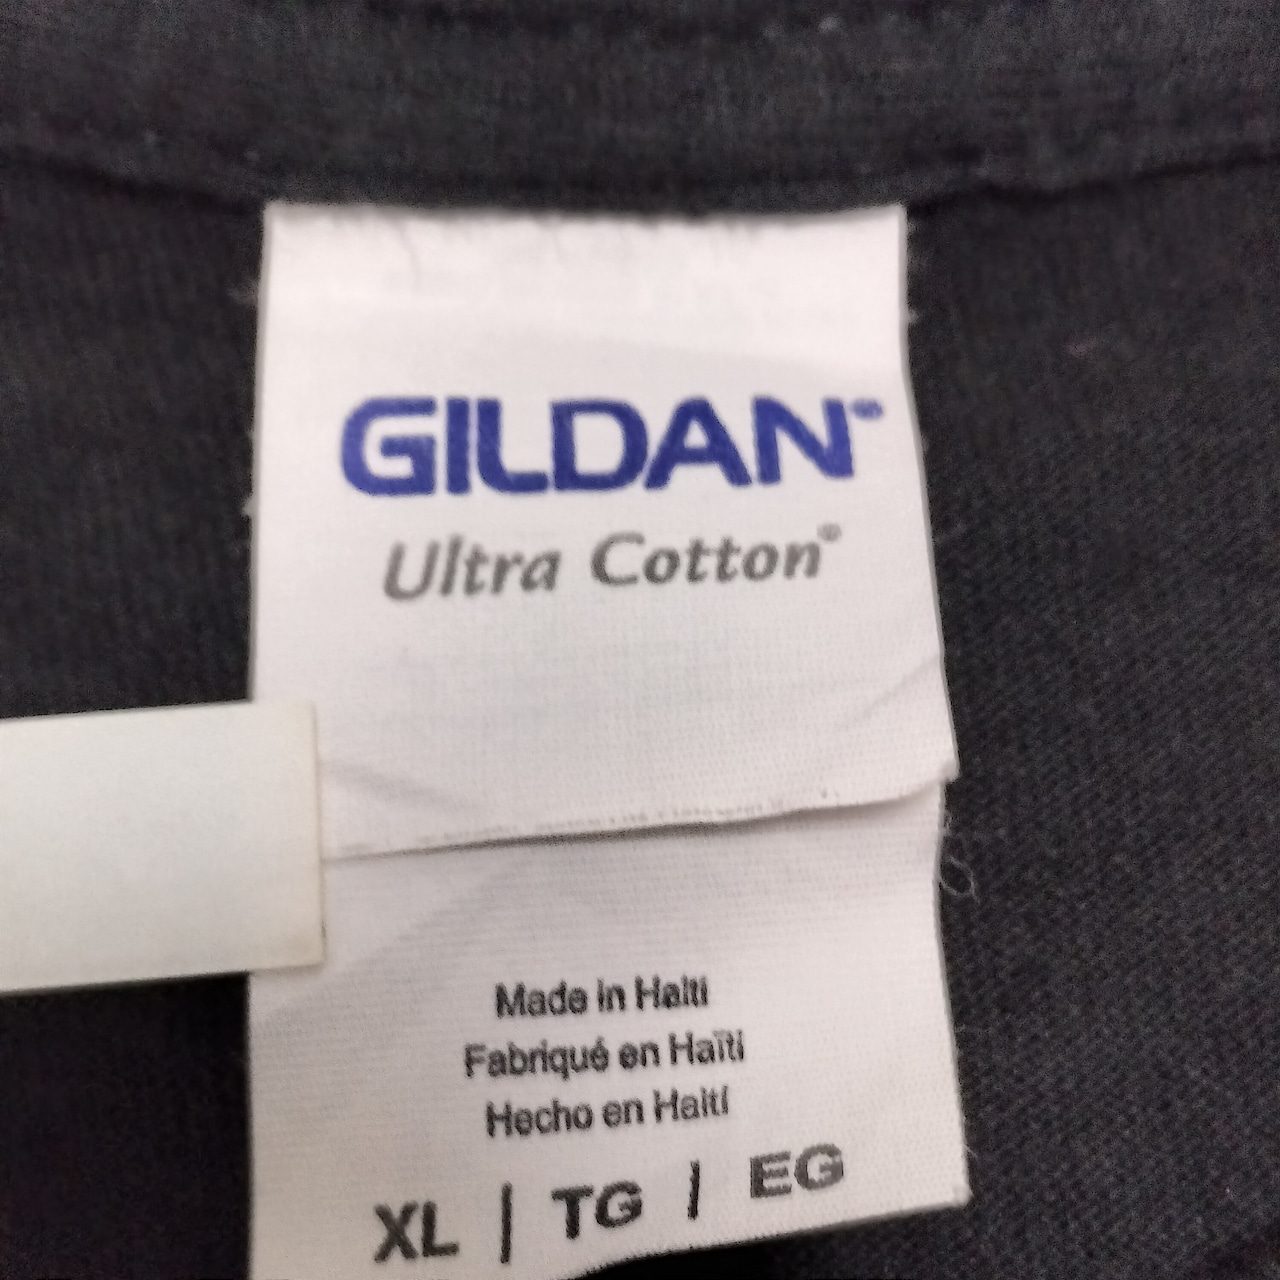 GILDAN®
Ultra Cotton®
Made in Haiti
Fabriqué en Haïti
Hecho en Haití
XL | TG | EG